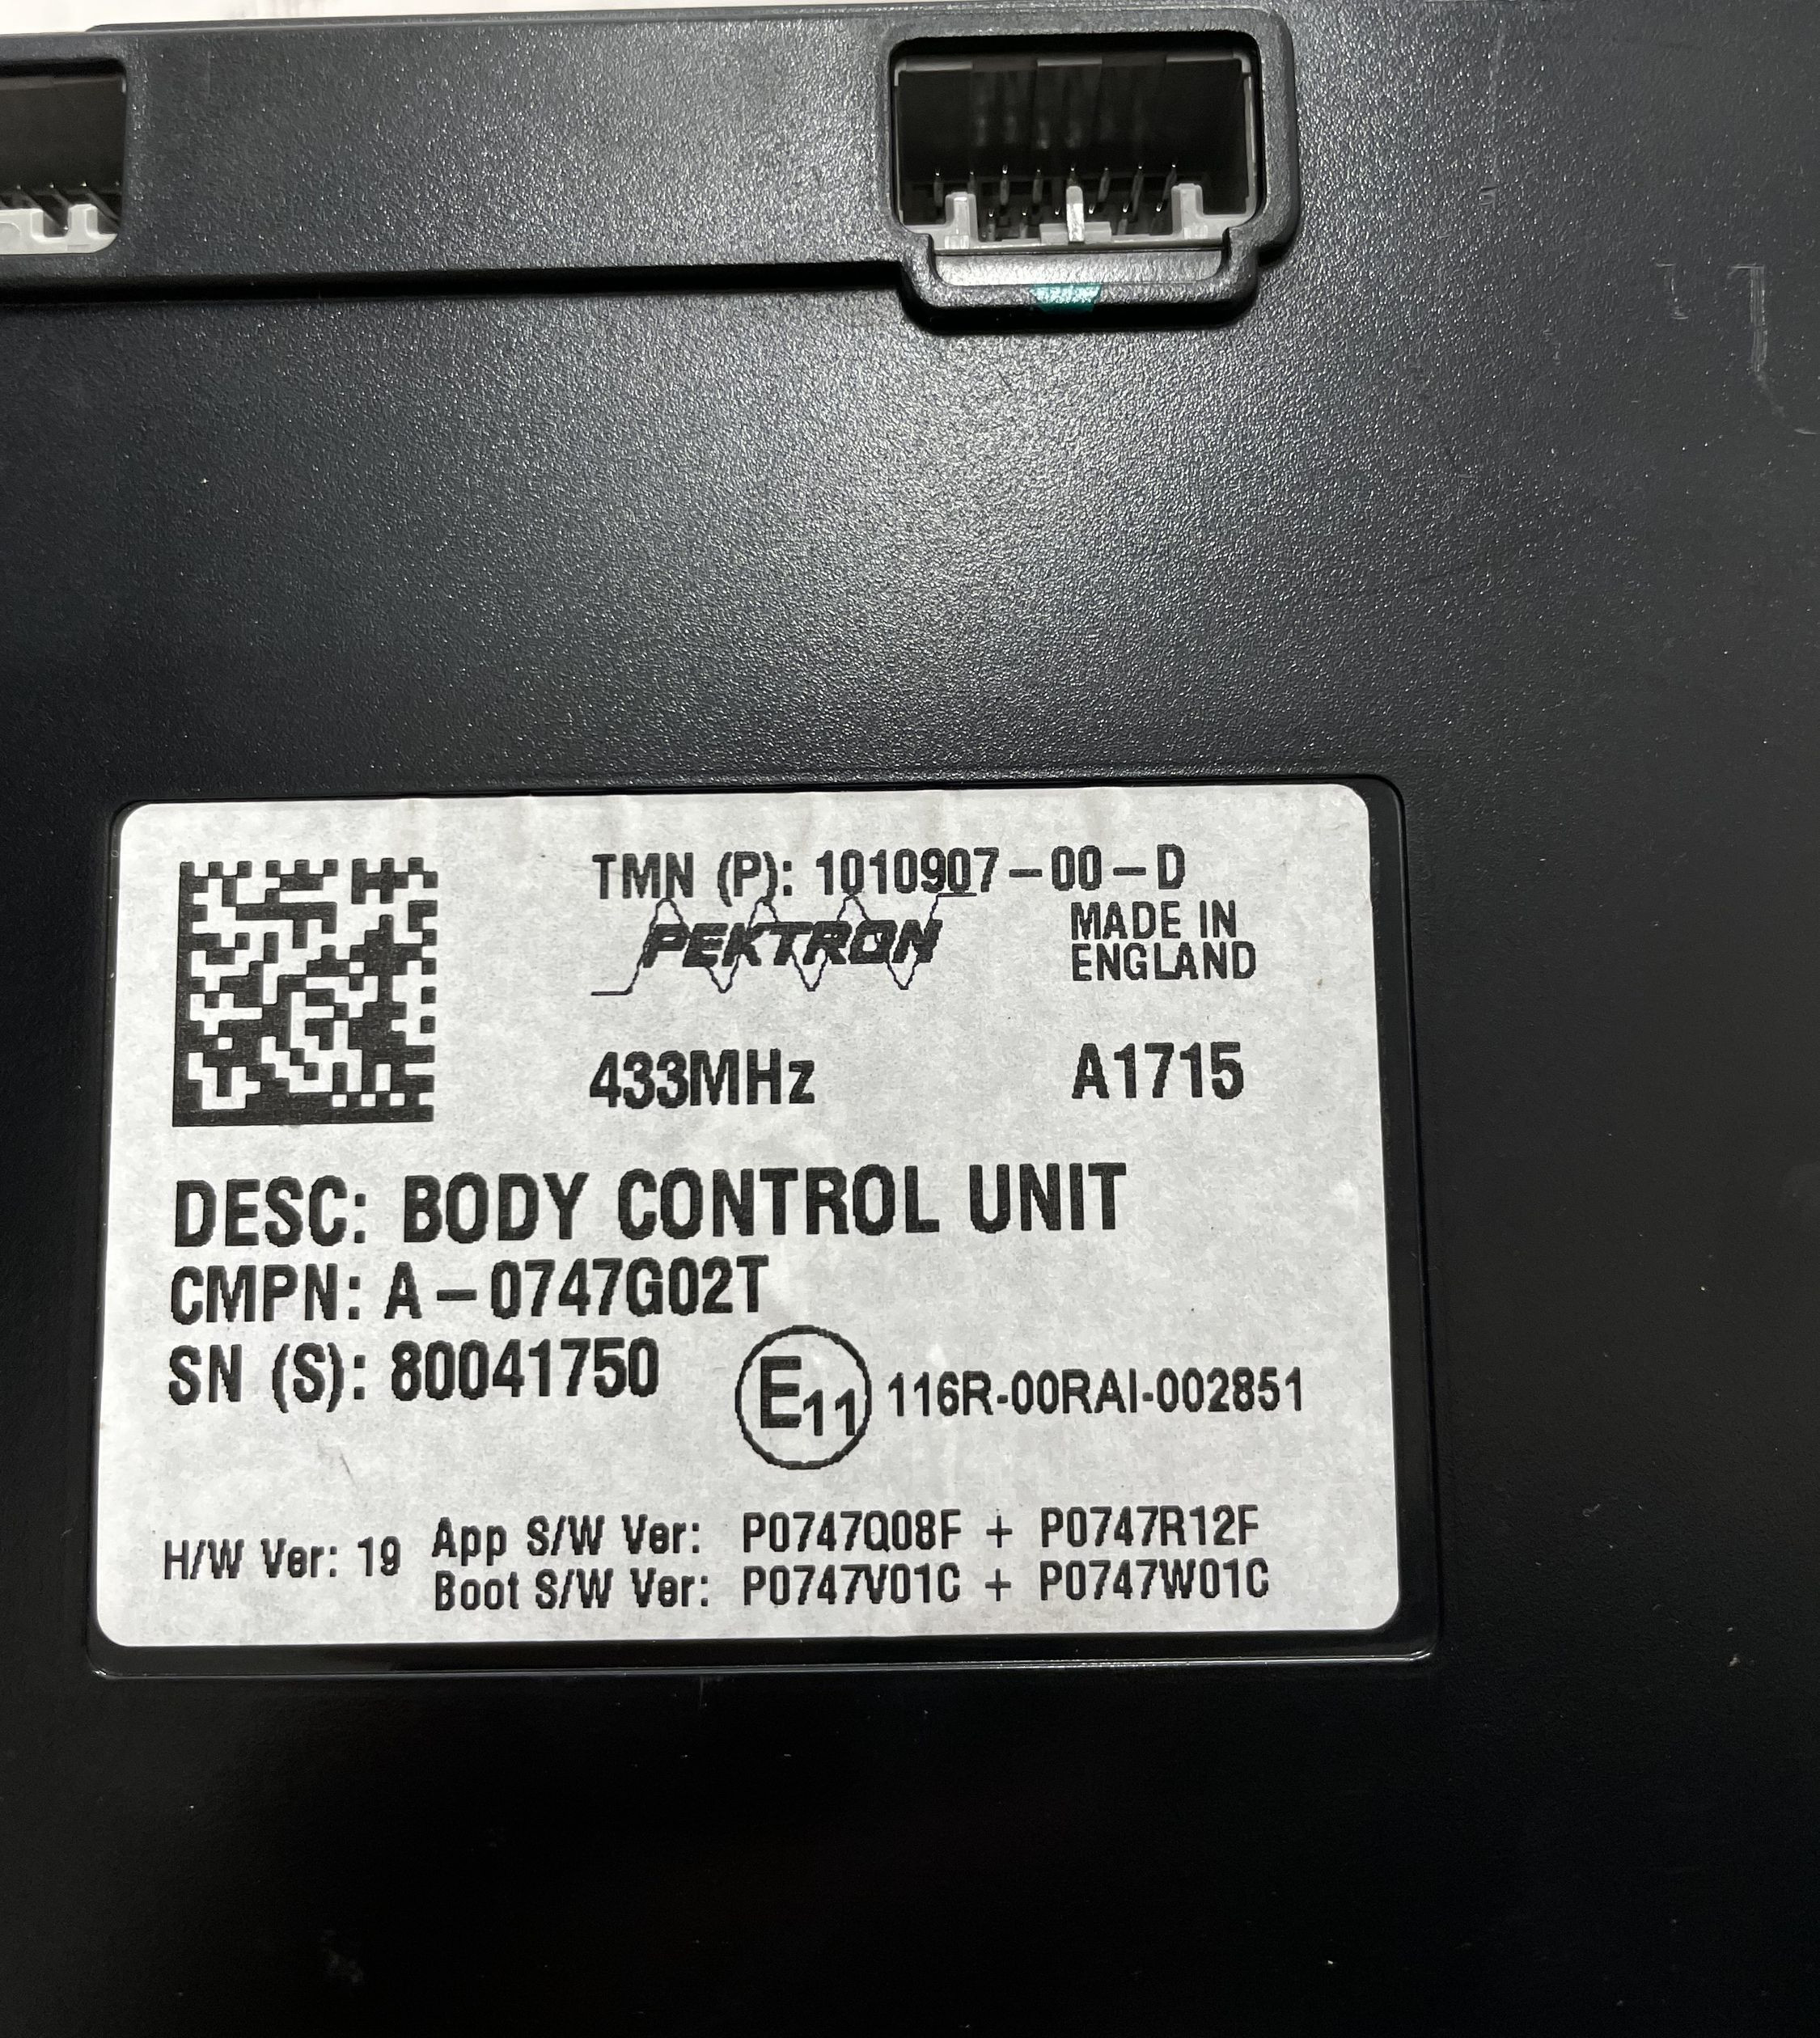 TMN (P): 1010907-00-D
PEKTRON
MADE IN
ENGLAND
433MHz
A1715
DESC: BODY CONTROL UNIT
CMPN: A-0747G02T
SN (S): 80041750
E11 116R-00RAI-002851
H/W Ver: 19
App S/W Ver: P0747Q08F + P0747R12F
Boot S/W Ver: P0747V01C + P0747W01C